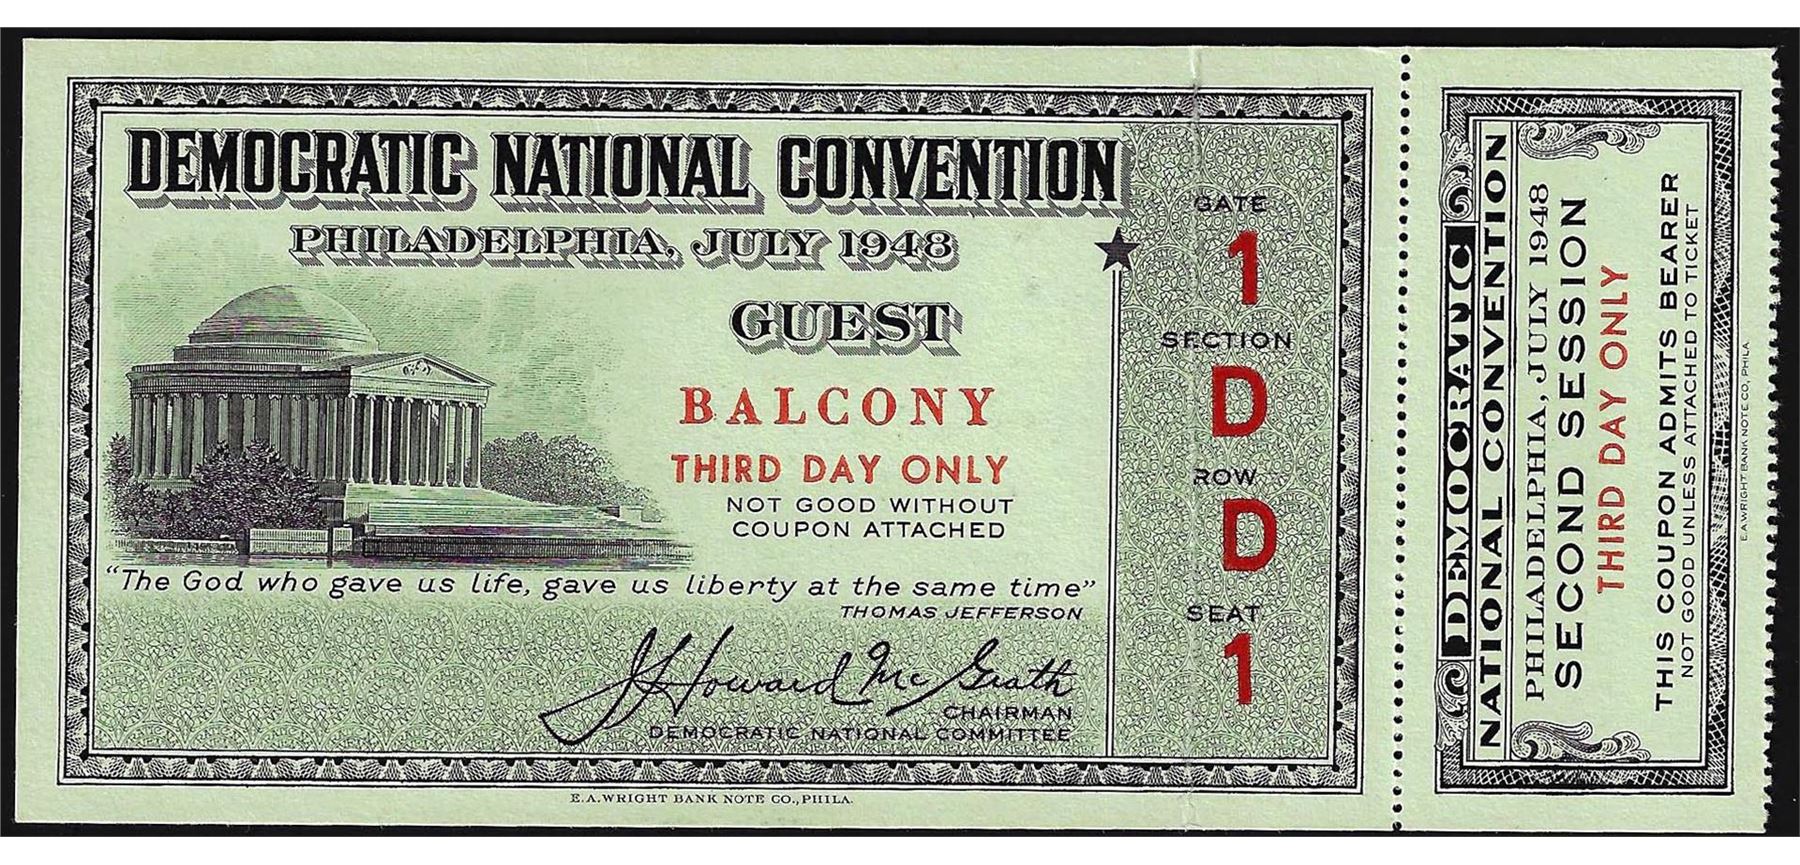 DEMOCRATIC NATIONAL CONVENTION
PHILADELPHIA, JULY 1948
GUEST
BALCONY
THIRD DAY ONLY
NOT GOOD WITHOUT
COUPON ATTACHED
"The God who gave us life, gave us liberty at the same time"
THOMAS JEFFERSON
J Howard McGrath
CHAIRMAN
DEMOCRATIC NATIONAL COMMITTEE
E.A.WRIGHT BANK NOTE CO., PHILA.
GATE
1
SECTION
D
ROW
D
SEAT
1
DEMOCRATIC
NATIONAL CONVENTION
PHILADELPHIA, JULY 1948
SECOND SESSION
THIRD DAY ONLY
THIS COUPON ADMITS BEARER
NOT GOOD UNLESS ATTACHED TO TICKET
E.A.WRIGHT BANK NOTE CO., PHILA.